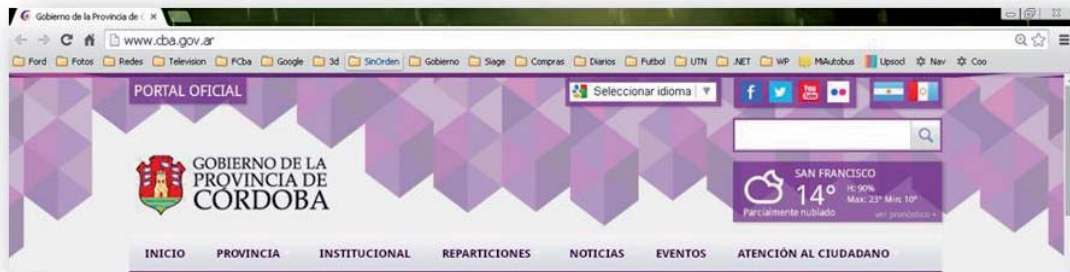 Gobierno de la Provincia de C
www.cba.gov.ar
Ford Fotos Redes Television FCba Google 3d SinOrden Gobierno Siage Compras Diarios Futbol UTN .NET WP MiAutobus Upsocl Nav Coo
PORTAL OFICIAL
Seleccionar idioma
You
GOBIERNO DE LA
PROVINCIA DE
CÓRDOBA
SAN FRANCISCO
14°
H: 90%
Max: 23° Min: 10°
Parcialmente nublado
ver pronóstico +
INICIO PROVINCIA INSTITUCIONAL REPARTICIONES NOTICIAS EVENTOS ATENCIÓN AL CIUDADANO